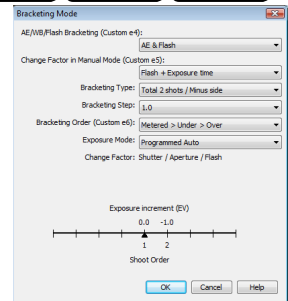 Bracketing Mode
AE/WB/Flash Bracketing (Custom e4):
AE & Flash
Change Factor in Manual Mode (Custom e5):
Flash + Exposure time
Bracketing Type: Total 2 shots / Minus side
Bracketing Step: 1.0
Bracketing Order (Custom e6): Metered > Under > Over
Exposure Mode: Programmed Auto
Change Factor: Shutter / Aperture / Flash
Exposure increment (EV)
0.0 -1.0
1 2
Shoot Order
OK Cancel Help